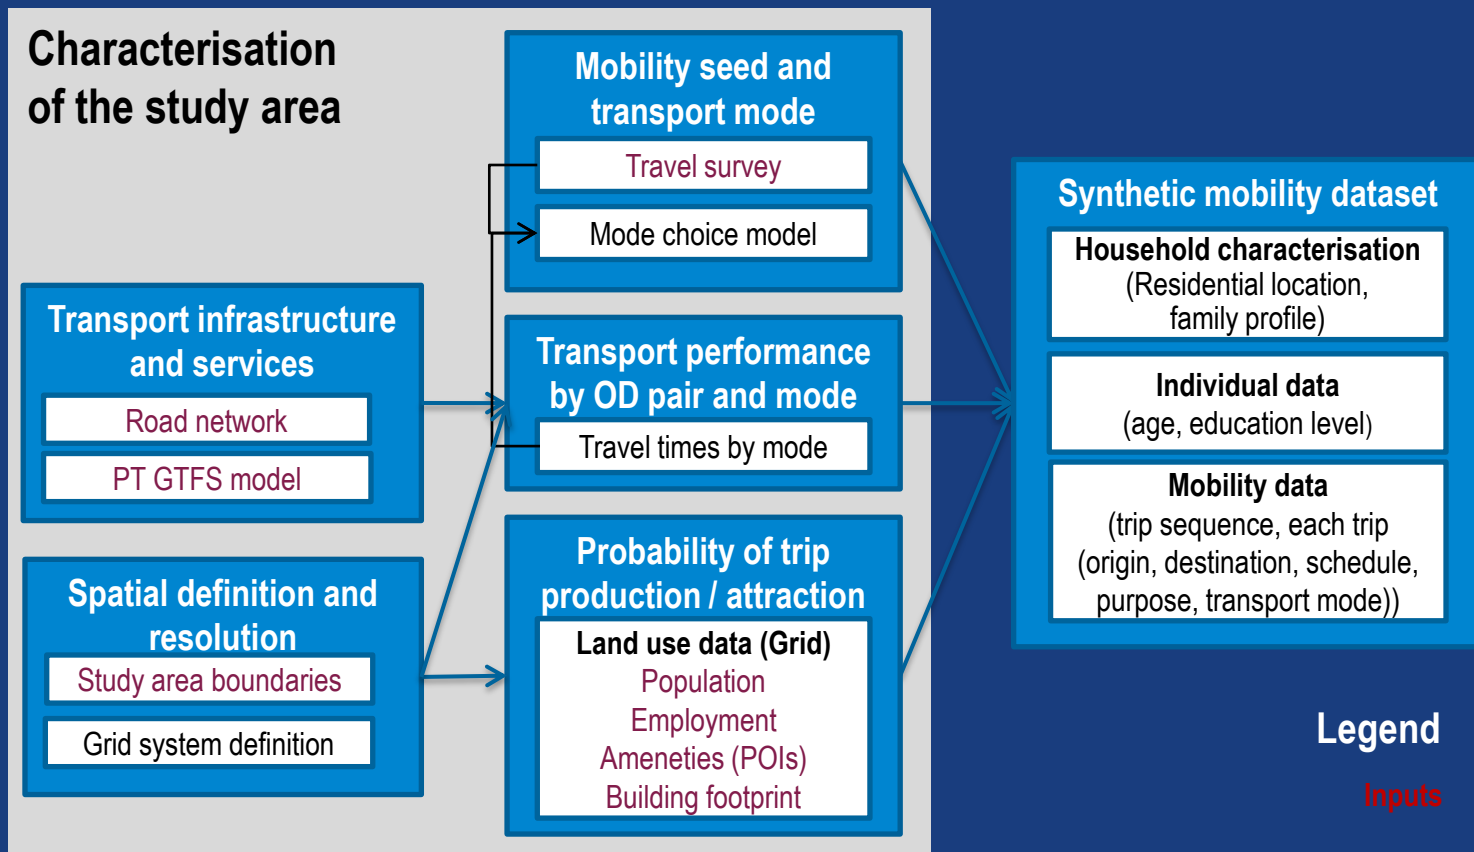 Characterisation
of the study area
Transport infrastructure
and services
Road network
PT GTFS model
Spatial definition and
resolution
Study area boundaries
Grid system definition
Mobility seed and
transport mode
Travel survey
Mode choice model
Transport performance
by OD pair and mode
Travel times by mode
Probability of trip
production / attraction
Land use data (Grid)
Population
Employment
Ameneties (POIs)
Building footprint
Synthetic mobility dataset
Household characterisation
(Residential location,
family profile)
Individual data
(age, education level)
Mobility data
(trip sequence, each trip
(origin, destination, schedule,
purpose, transport mode))
Legend
Inputs